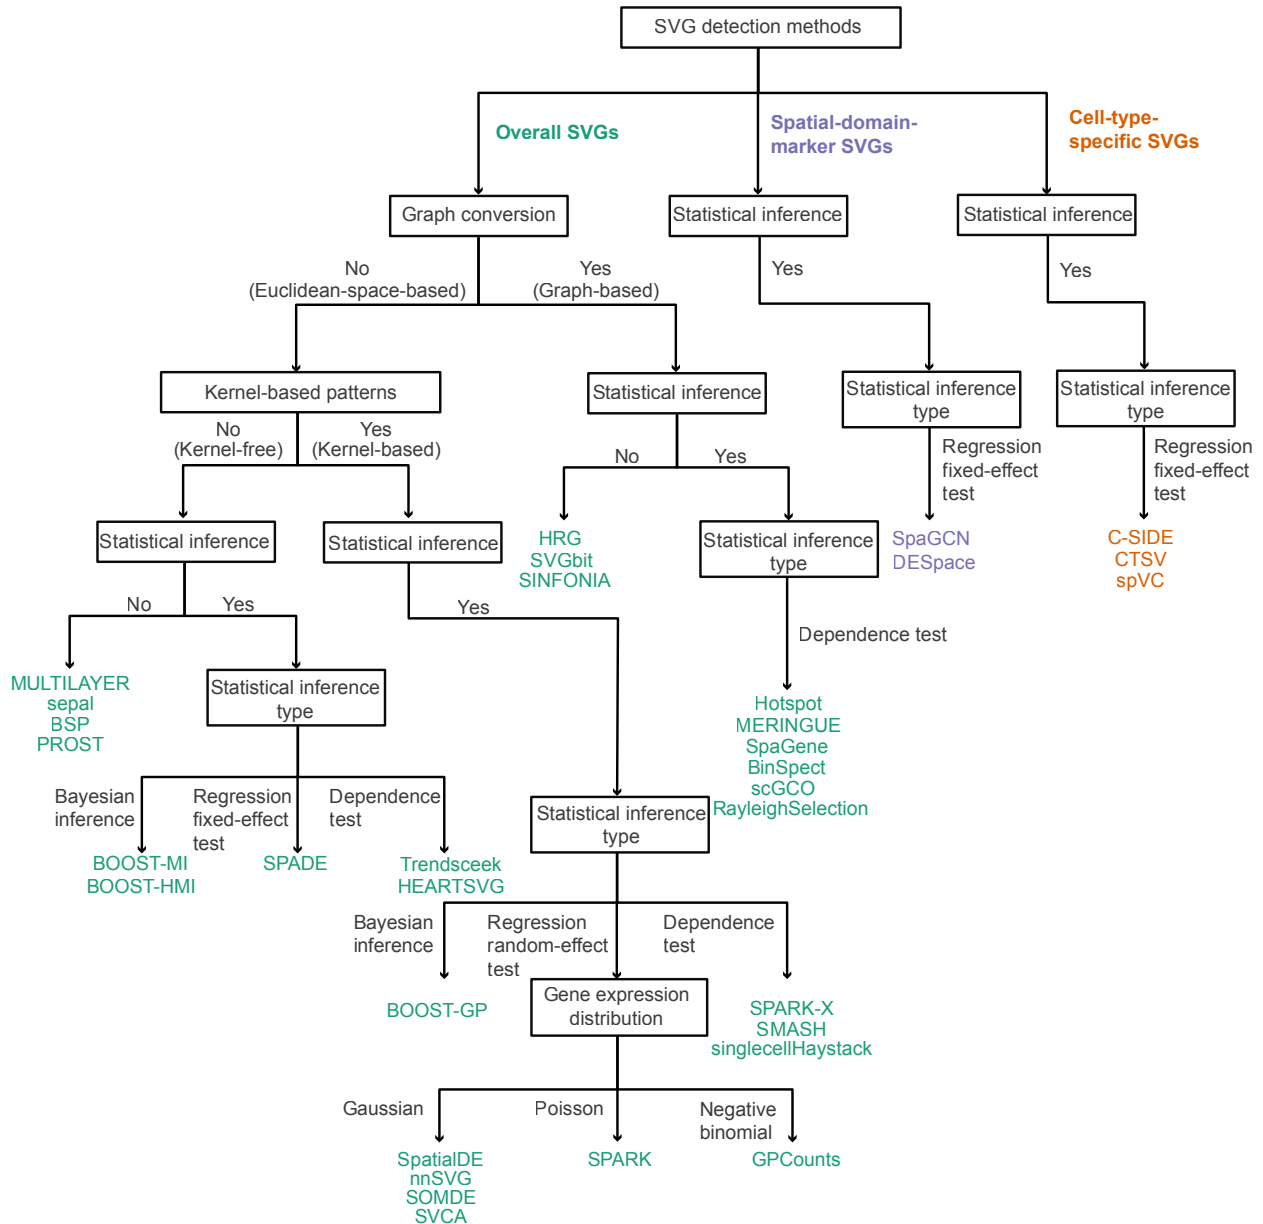 SVG detection methods
Overall SVGs
Spatial-domain-
marker SVGs
Cell-type-
specific SVGs
Graph conversion
Statistical inference
Statistical inference
No
(Euclidean-space-based)
Yes
(Graph-based)
Yes
Yes
Kernel-based patterns
Statistical inference
Statistical inference
type
Statistical inference
type
No
(Kernel-free)
Yes
(Kernel-based)
No
Yes
Regression
fixed-effect
test
Regression
fixed-effect
test
Statistical inference
Statistical inference
HRG
SVGbit
SINFONIA
Statistical inference
type
SpaGCN
DESpace
C-SIDE
CTSV
spVC
No
Yes
Yes
Dependence test
MULTILAYER
sepal
BSP
PROST
Statistical inference
type
Hotspot
MERINGUE
SpaGene
BinSpect
scGCO
RayleighSelection
Bayesian
inference
Regression
fixed-effect
test
Dependence
test
Statistical inference
type
BOOST-MI
BOOST-HMI
SPADE
Trendsceek
HEARTSVG
Bayesian
inference
Regression
random-effect
test
Dependence
test
BOOST-GP
Gene expression
distribution
SPARK-X
SMASH
singlecellHaystack
Gaussian
Poisson
Negative
binomial
SpatialDE
nnSVG
SOMDE
SVCA
SPARK
GPCounts